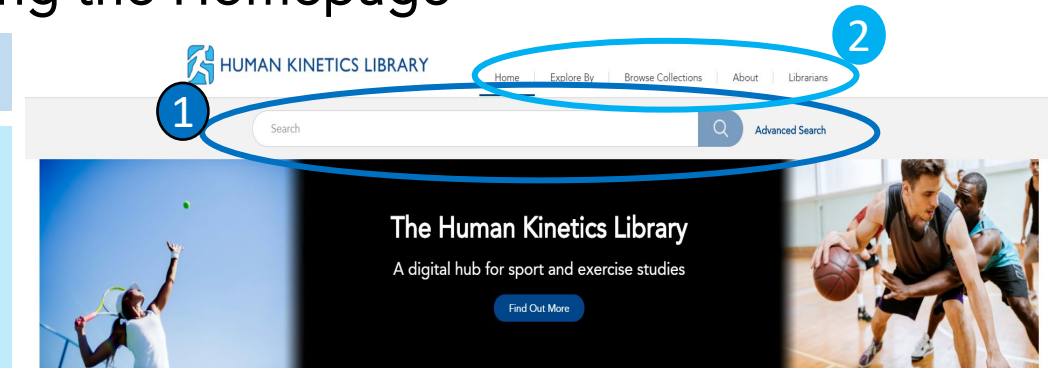 ng the Homepage
2
HUMAN KINETICS LIBRARY
Home Explore By Browse Collections About Librarians
1
Search Advanced Search
The Human Kinetics Library
A digital hub for sport and exercise studies
Find Out More